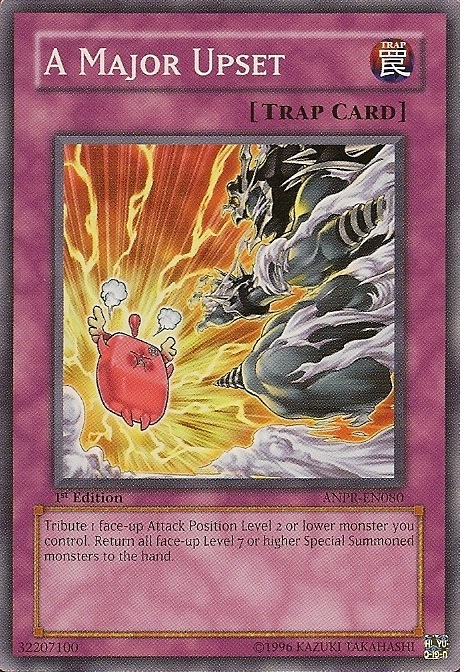 A Major Upset
TRAP
罠
[Trap Card]
1st Edition
ANPR-EN080
Tribute 1 face-up Attack Position Level 2 or lower monster you
control. Return all face-up Level 7 or higher Special Summoned
monsters to the hand.
32207100
©1996 KAZUKI TAKAHASHI